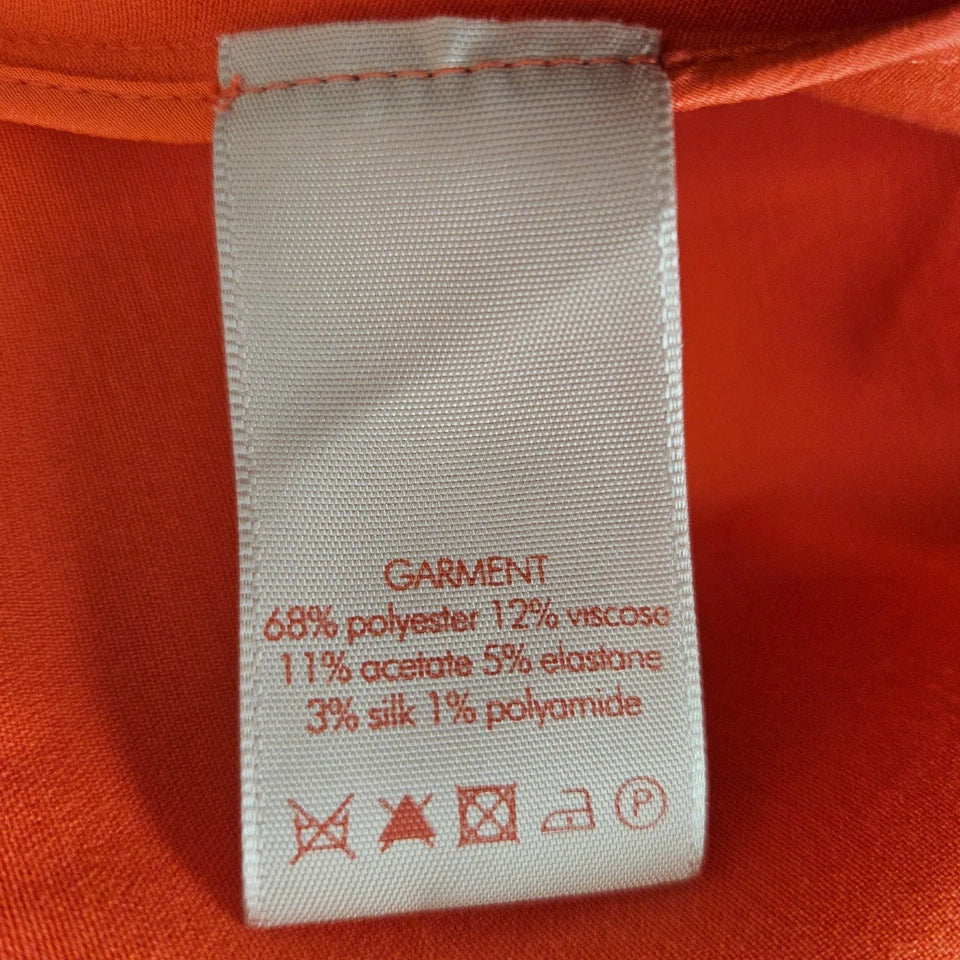 GARMENT
68% polyester 12% viscose
11% acetate 5% elastane
3% silk 1% polyamide
P